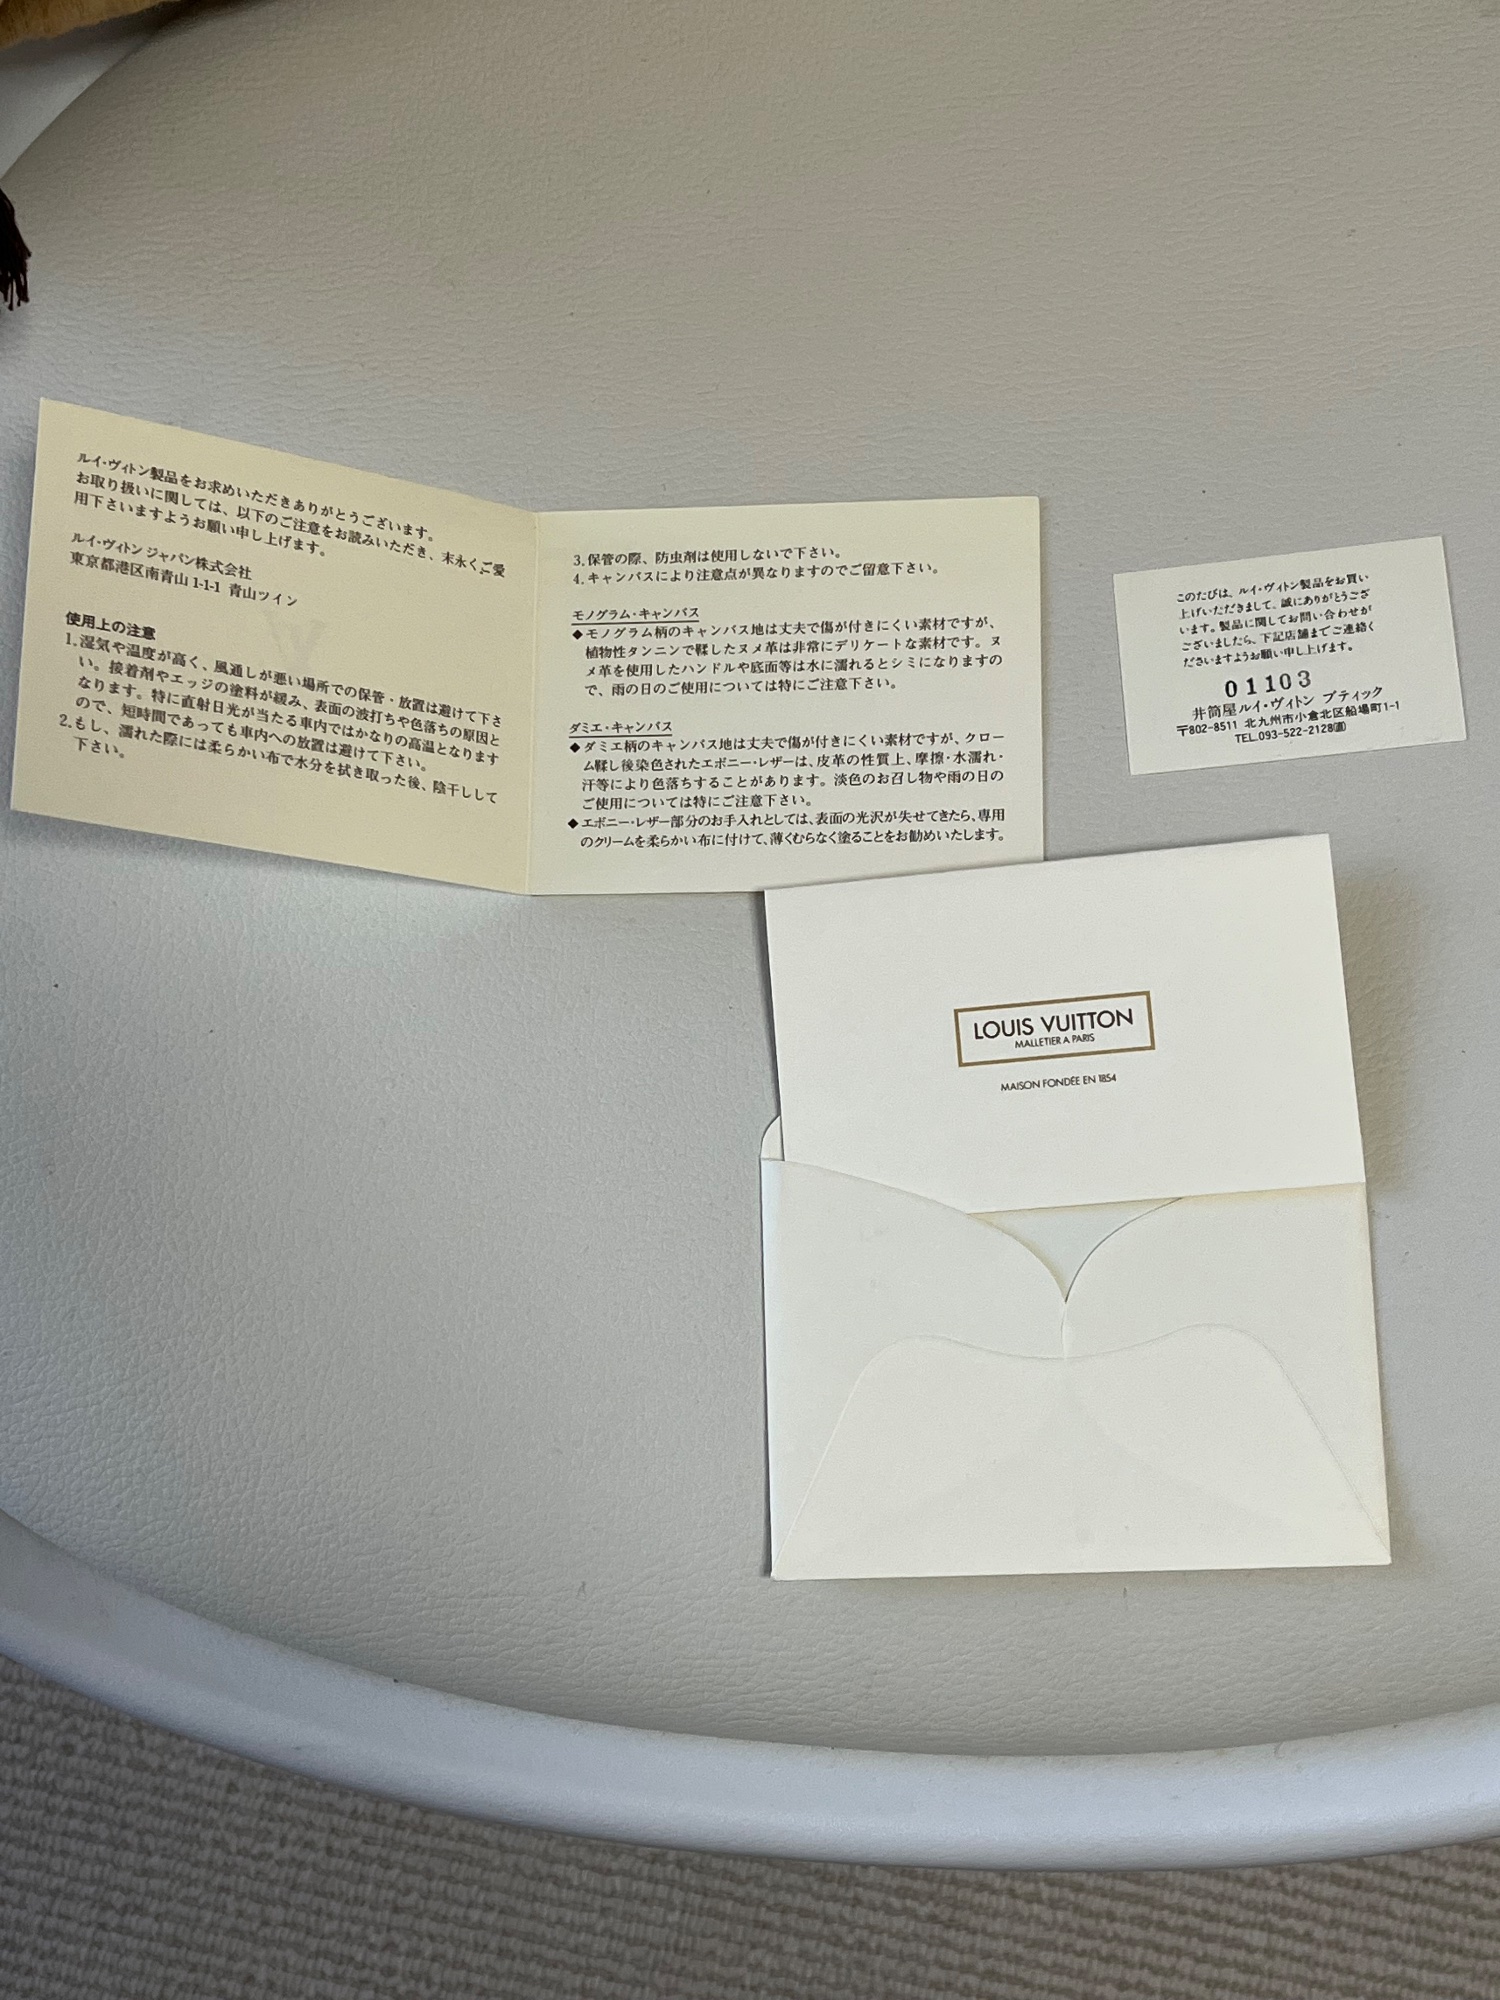 ルイ・ヴィトン製品をお求めいただきありがとうございます。
お取り扱いに関しては、以下のご注意をお読みいただき、末永くご愛
用下さいますようお願い申し上げます。
ルイ・ヴィトン ジャパン株式会社
東京都港区南青山 1-1-1 青山ツイン
使用上の注意
1.湿気や温度が高く、風通しが悪い場所での保管・放置は避けて下さ
い。接着剤やエッジの塗料が緩み、表面の波打ちや色落ちの原因と
なります。特に直射日光が当たる車内ではかなりの高温となります
ので、短時間であっても車内への放置は避けて下さい。
2.もし、濡れた際には柔らかい布で水分を拭き取った後、陰干しして
下さい。
3.保管の際、防虫剤は使用しないで下さい。
4.キャンバスにより注意点が異なりますのでご留意下さい。
モノグラム・キャンバス
◆モノグラム柄のキャンバス地は丈夫で傷が付きにくい素材ですが、
植物性タンニンで鞣したヌメ革は非常にデリケートな素材です。ヌ
メ革を使用したハンドルや底面等は水に濡れるとシミになりますの
で、雨の日のご使用については特にご注意下さい。
ダミエ・キャンバス
◆ダミエ柄のキャンバス地は丈夫で傷が付きにくい素材ですが、クロー
ム鞣し後染色されたエボニー・レザーは、皮革の性質上、摩擦・水濡れ・
汗等により色落ちすることがあります。淡色のお召し物や雨の日の
ご使用については特にご注意下さい。
◆エボニー・レザー部分のお手入れとしては、表面の光沢が失せてきたら、専用
のクリームを柔らかい布に付けて、薄くむらなく塗ることをお勧めいたします。
このたびは、ルイ・ヴィトン製品をお買い
上げいただきまして、誠にありがとうござ
います。製品に関してお問い合わせが
ございましたら、下記店舗までご連絡く
ださいますようお願い申し上げます。
01103
井筒屋ルイ・ヴィトン ブティック
〒802-8511 北九州市小倉北区船場町1-1
TEL.093-522-2128㈺
LOUIS VUITTON
MALLETIER A PARIS
MAISON FONDÉE EN 1854